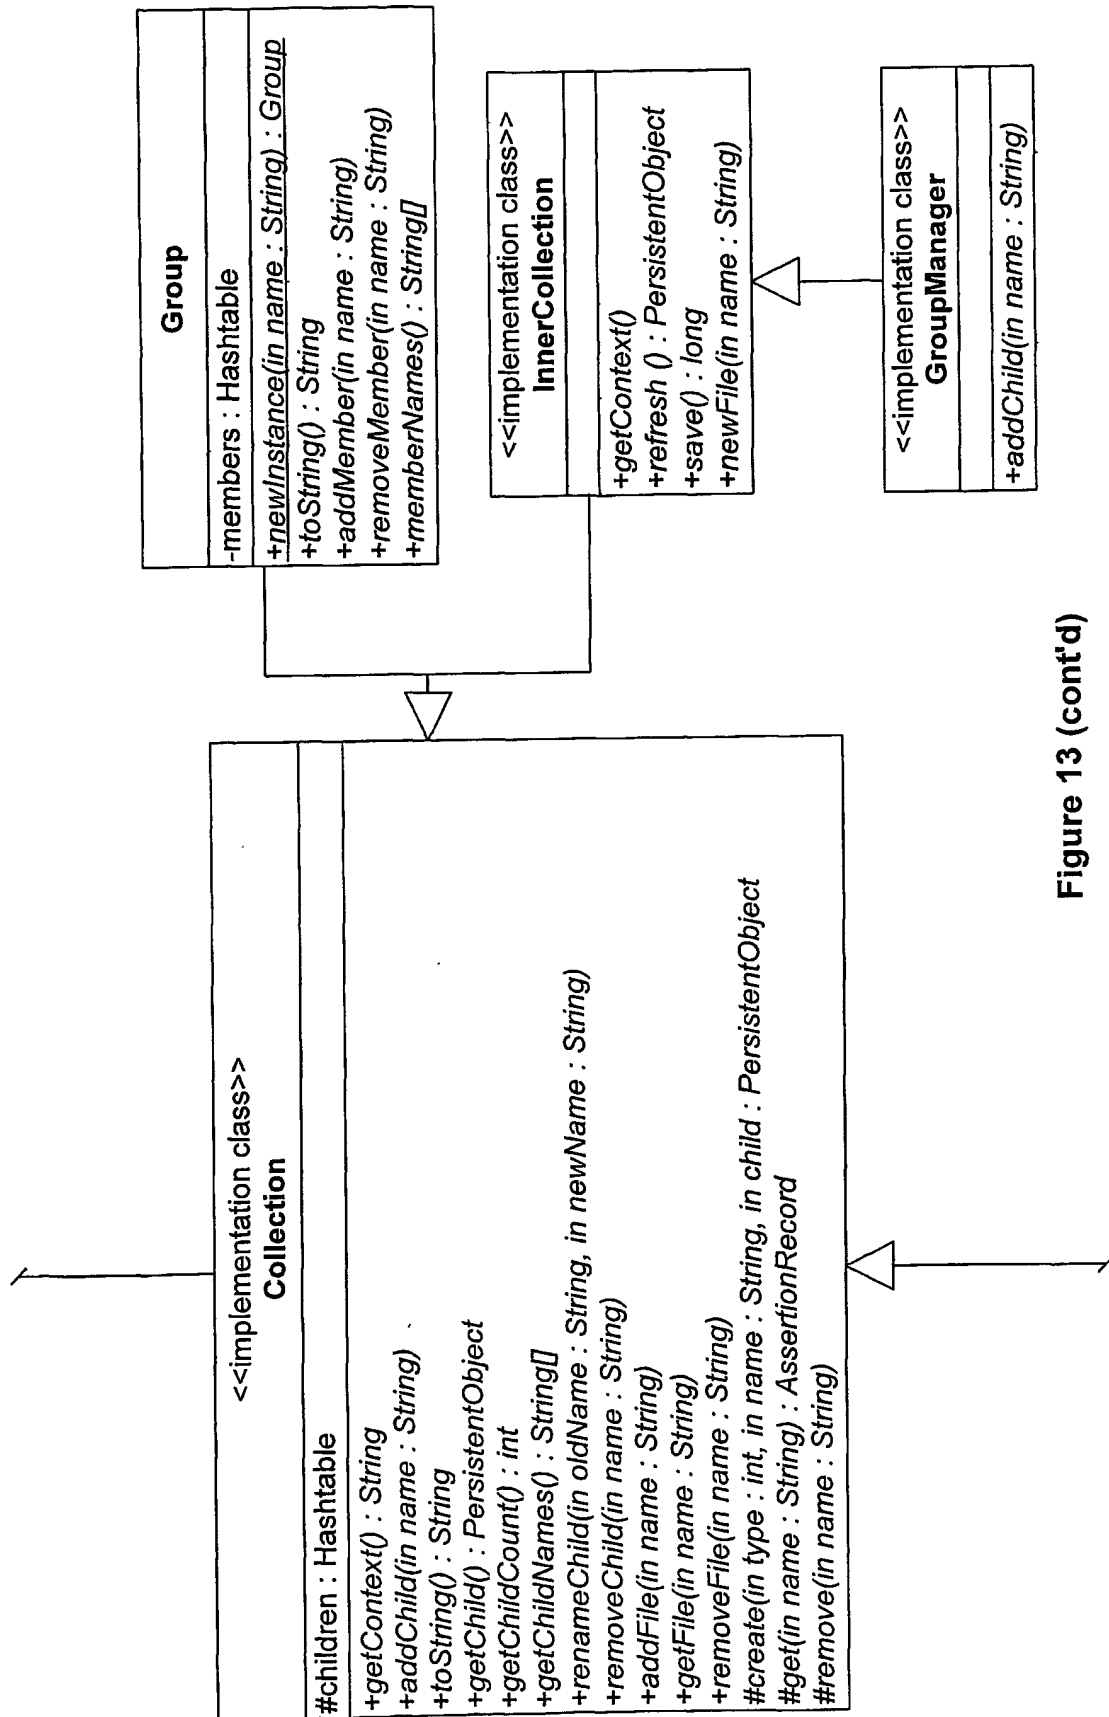 <<implementation class>>
Collection
#children : Hashtable
+getContext() : String
+addChild(in name : String)
+toString() : String
+getChild() : PersistentObject
+getChildCount() : int
+getChildNames() : String[]
+renameChild(in oldName : String, in newName : String)
+removeChild(in name : String)
+addFile(in name : String)
+getFile(in name : String)
+removeFile(in name : String)
#create(in type : int, in name : String, in child : PersistentObject
#get(in name : String) : AssertionRecord
#remove(in name : String)
Group
-members : Hashtable
+newInstance(in name : String) : Group
+toString() : String
+addMember(in name : String)
+removeMember(in name : String)
+memberNames() : String[]
<<implementation class>>
InnerCollection
+getContext()
+refresh () : PersistentObject
+save() : long
+newFile(in name : String)
<<implementation class>>
GroupManager
+addChild(in name : String)
Figure 13 (cont'd)